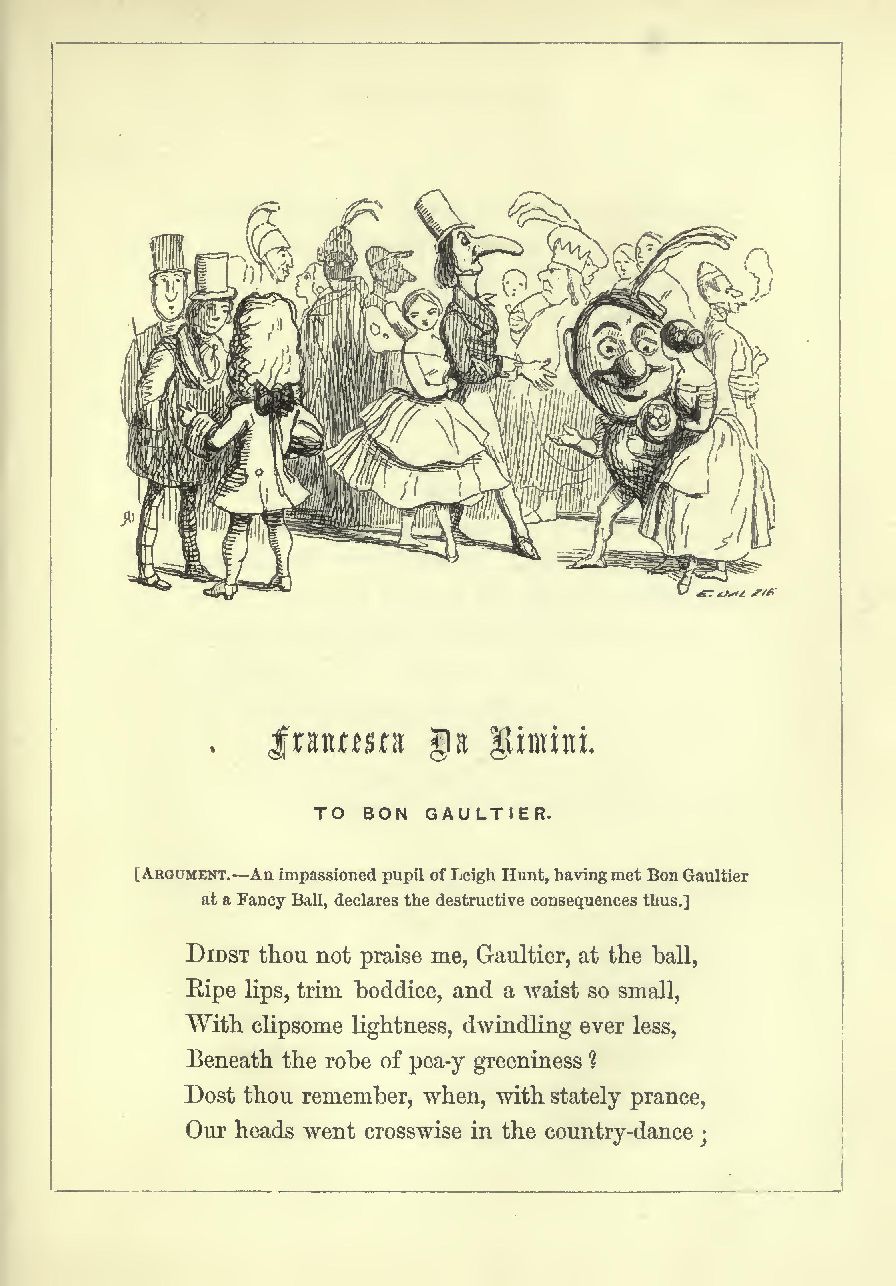 E. DALZIE
Francesca Da Rimini.
TO BON GAULTIER.
[ARGUMENT.—An impassioned pupil of Leigh Hunt, having met Bon Gaultier
at a Fancy Ball, declares the destructive consequences thus.]
DIDST thou not praise me, Gaultier, at the ball,
Ripe lips, trim boddice, and a waist so small,
With clipsome lightness, dwindling ever less,
Beneath the robe of pea-y greeniness?
Dost thou remember, when, with stately prance,
Our heads went crosswise in the country-dance;